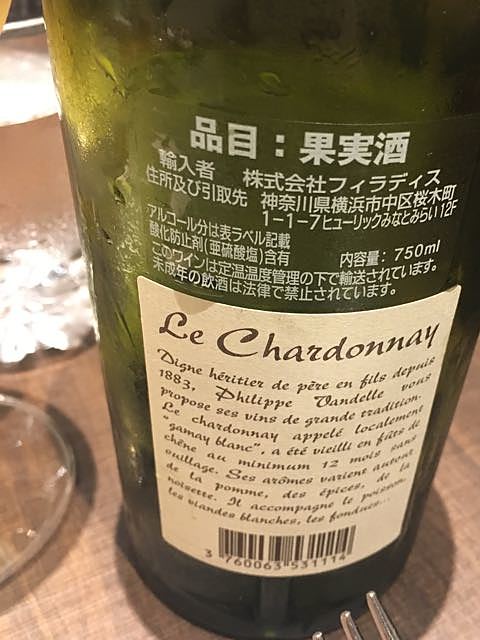 品目：果実酒
輸入者 株式会社フィラディス
住所及び引取先 神奈川県横浜市中区桜木町
1-1-7ヒューリックみなとみらい12F
アルコール分は表ラベル記載
酸化防止剤(亜硫酸塩)含有 内容量：750ml
このワインは定温温度管理の下で輸送されています。
未成年の飲酒は法律で禁止されています。
Le Chardonnay
Digne héritier de père en fils depuis
1883, Philippe Vandelle vous
propose ses vins de grande tradition.
Le chardonnay appelé localement
"gamay blanc", a été vieilli en fûts de
chêne au minimum 12 mois sans
ouillage. Ses arômes varient autour
de la pomme, des épices, de la
noisette. Il accompagne le poisson,
les viandes blanches, les fondues...
3 760063 531114